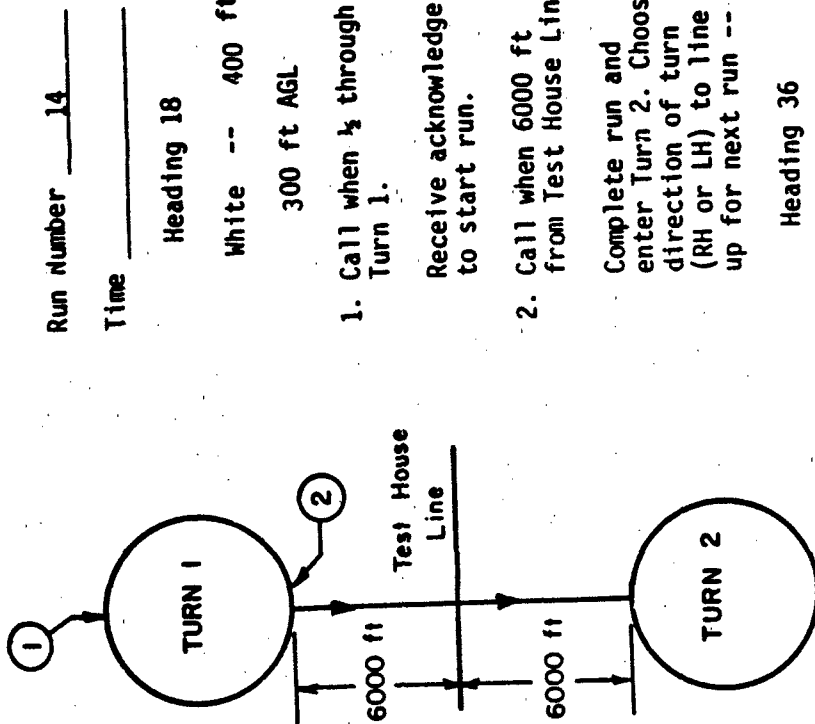 Run Number 14
Time
Heading 18
White -- 400 ft
300 ft AGL
1. Call when ½ through
Turn 1.
Receive acknowledge
to start run.
2. Call when 6000 ft
from Test House Lin
Complete run and
enter Turn 2. Choos
direction of turn
(RH or LH) to line
up for next run --
Heading 36
1
TURN 1
2
Test House
Line
6000 ft
6000 ft
TURN 2